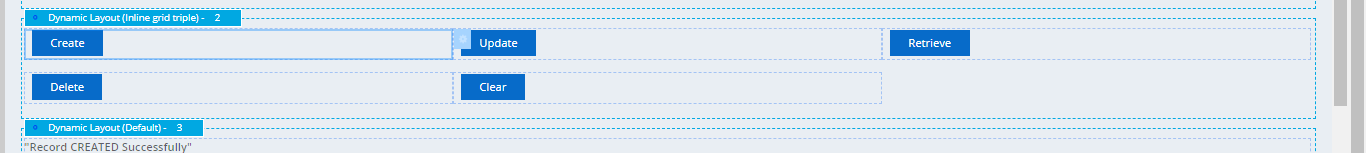 Dynamic Layout (Inline grid triple) - 2
Create Update Retrieve
Delete Clear
Dynamic Layout (Default) - 3
"Record CREATED Successfully"